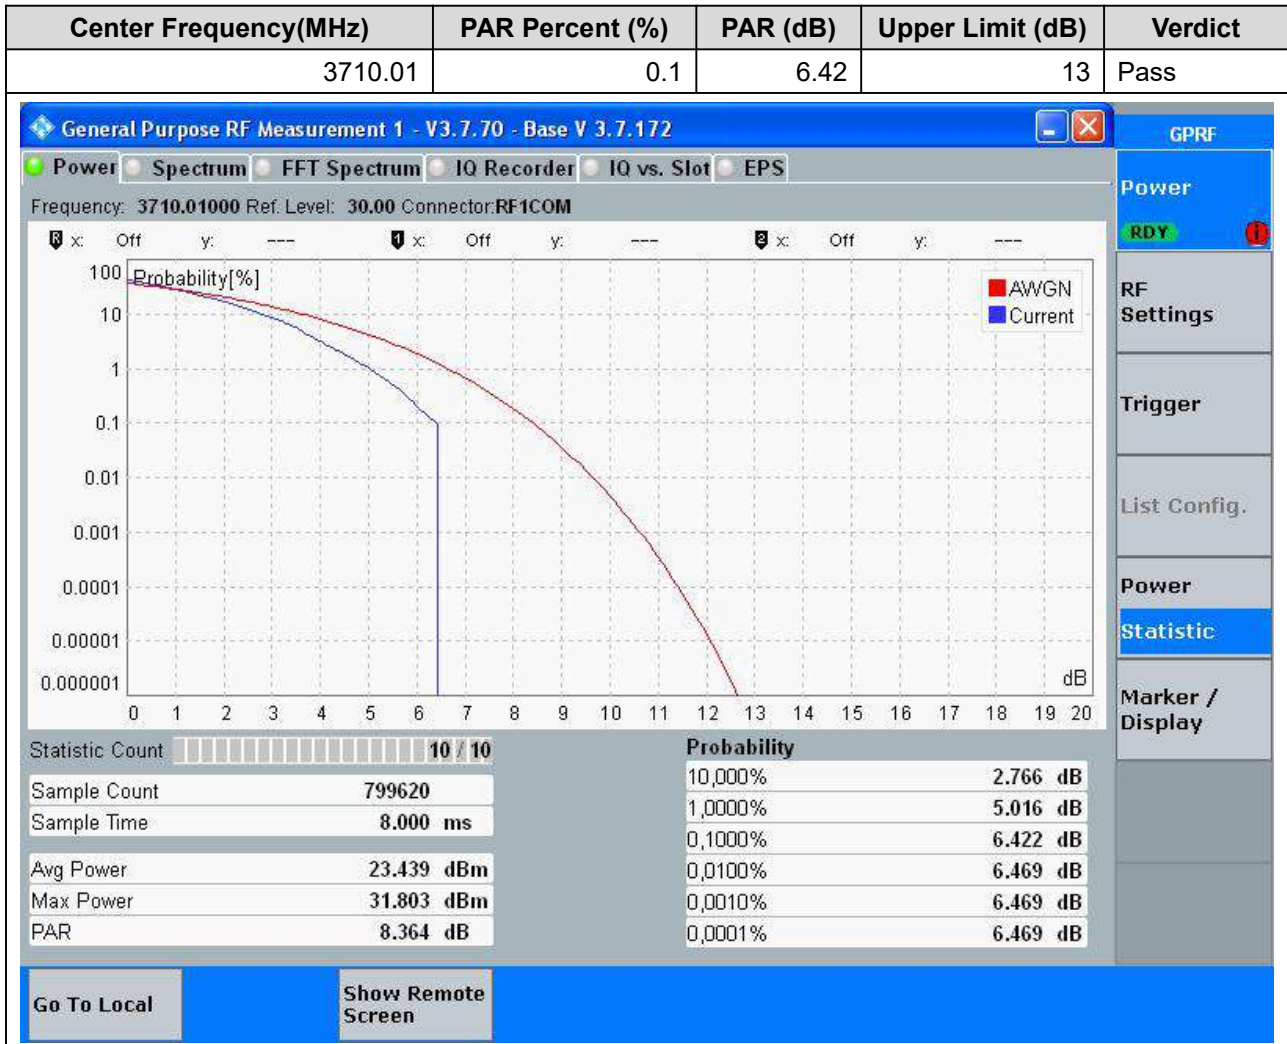 Center Frequency(MHz) PAR Percent (%) PAR (dB) Upper Limit (dB) Verdict
3710.01 0.1 6.42 13 Pass
General Purpose RF Measurement 1 - V3.7.70 - Base V 3.7.172
GPRF
Power Spectrum FFT Spectrum IQ Recorder IQ vs. Slot EPS
Frequency: 3710.01000 Ref. Level: 30.00 Connector:RF1COM
R x: Off y: --- 1 x: Off y: --- 2 x: Off y: ---
Probability[%]
AWGN
Current
100
10
1
0.1
0.01
0.001
0.0001
0.00001
0.000001
dB
0 1 2 3 4 5 6 7 8 9 10 11 12 13 14 15 16 17 18 19 20
Statistic Count 10 / 10
Sample Count 799620
Sample Time 8.000 ms
Avg Power 23.439 dBm
Max Power 31.803 dBm
PAR 8.364 dB
Probability
10,000% 2.766 dB
1,0000% 5.016 dB
0,1000% 6.422 dB
0,0100% 6.469 dB
0,0010% 6.469 dB
0,0001% 6.469 dB
Power
RDY
RF
Settings
Trigger
List Config.
Power
Statistic
Marker /
Display
Go To Local
Show Remote
Screen